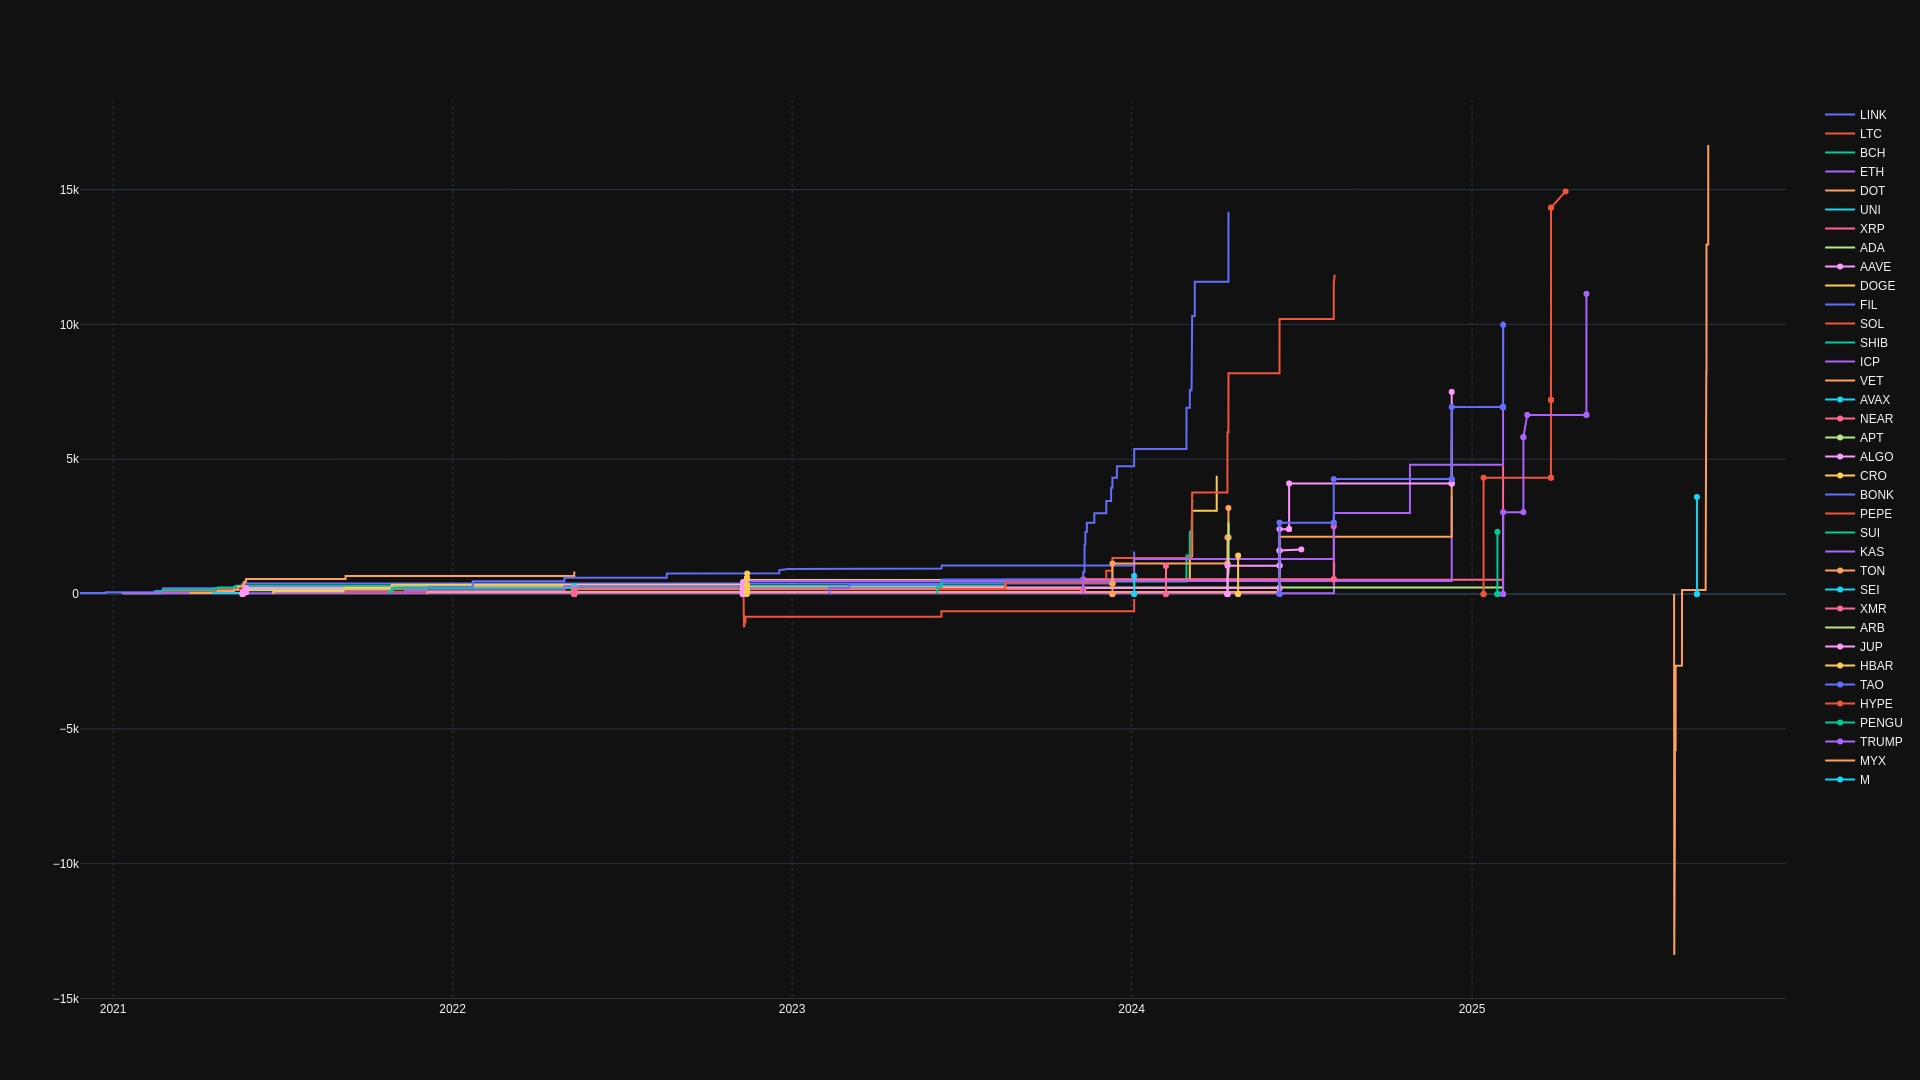 15k
10k
5k
0
−5k
−10k
−15k
2021 2022 2023 2024 2025
LINK
LTC
BCH
ETH
DOT
UNI
XRP
ADA
AAVE
DOGE
FIL
SOL
SHIB
ICP
VET
AVAX
NEAR
APT
ALGO
CRO
BONK
PEPE
SUI
KAS
TON
SEI
XMR
ARB
JUP
HBAR
TAO
HYPE
PENGU
TRUMP
MYX
M